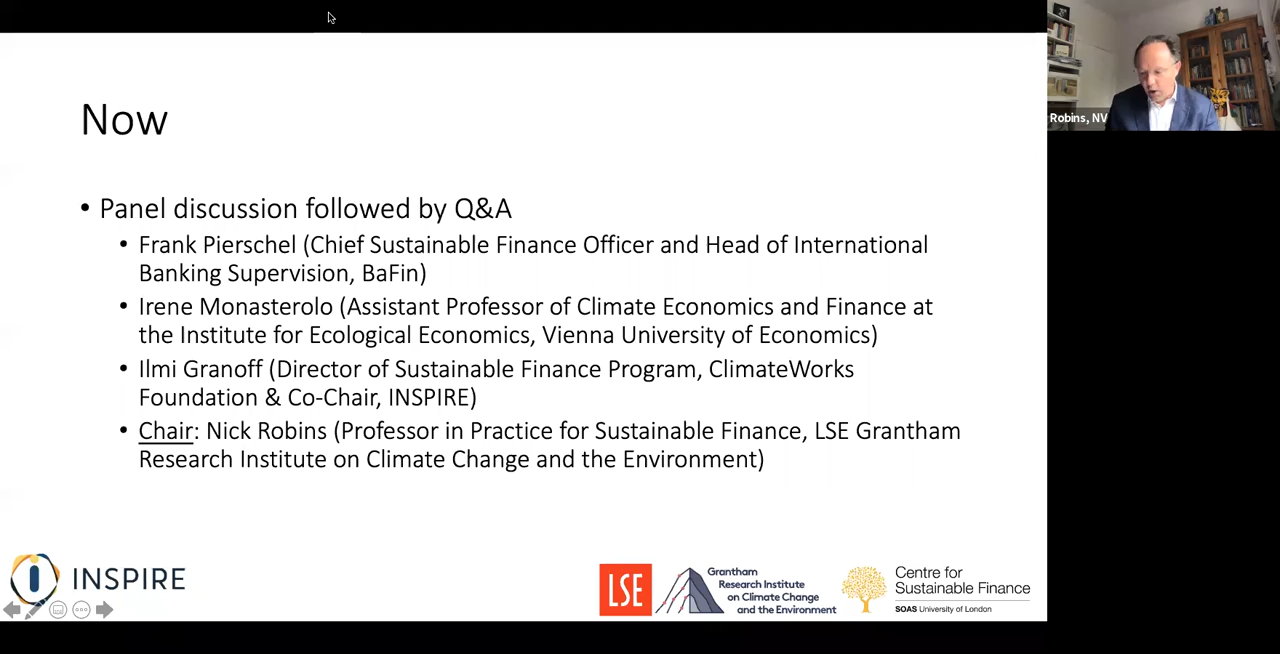 Now
• Panel discussion followed by Q&A
• Frank Pierschel (Chief Sustainable Finance Officer and Head of International
Banking Supervision, BaFin)
• Irene Monasterolo (Assistant Professor of Climate Economics and Finance at
the Institute for Ecological Economics, Vienna University of Economics)
• Ilmi Granoff (Director of Sustainable Finance Program, ClimateWorks
Foundation & Co-Chair, INSPIRE)
• Chair: Nick Robins (Professor in Practice for Sustainable Finance, LSE Grantham
Research Institute on Climate Change and the Environment)
INSPIRE
LSE
Grantham
Research Institute
on Climate Change
and the Environment
Centre for
Sustainable Finance
SOAS University of London
Robins, NV